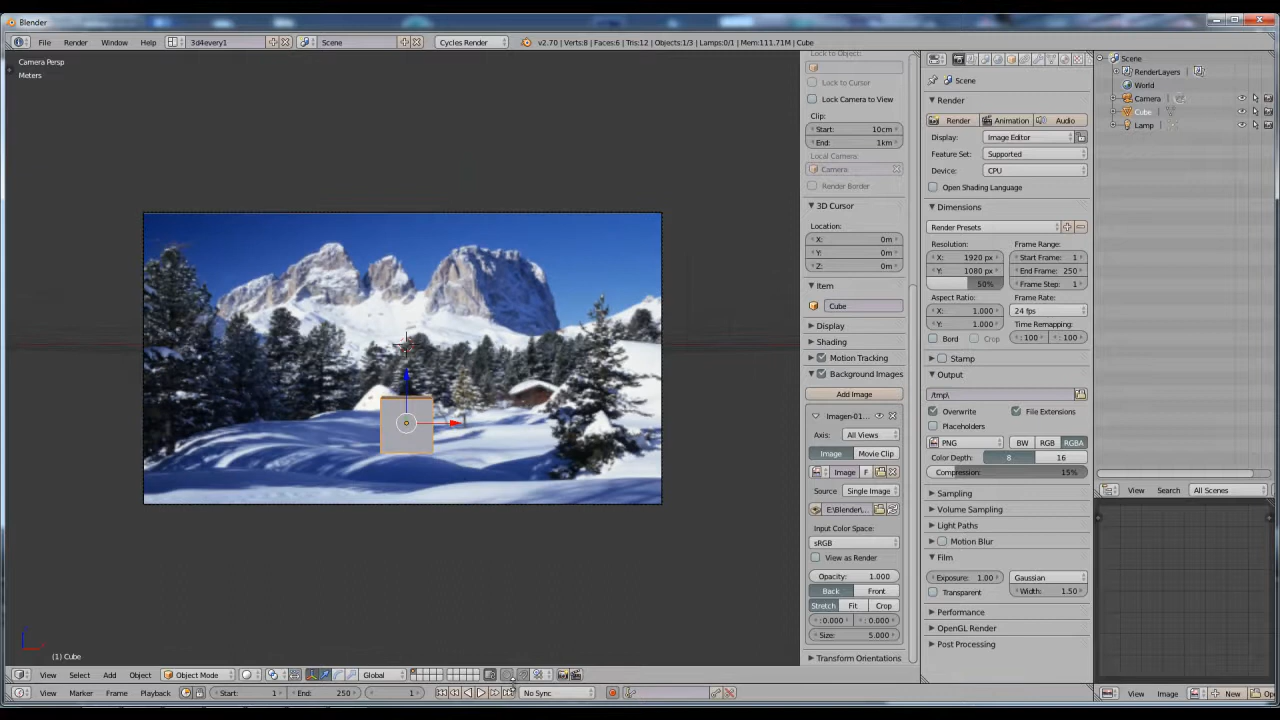 Blender
File Render Window Help 3d4every1 Scene Cycles Render v2.70 | Verts:8 | Faces:6 | Tris:12 | Objects:1/3 | Lamps:0/1 | Mem:111.71M | Cube
Camera Persp
Meters
(1) Cube
View Select Add Object Object Mode Global
View Marker Frame Playback Start: 1 End: 250 1 No Sync
Lock to Object:
Lock to Cursor
Lock Camera to View
Clip:
Start: 10cm
End: 1km
Local Camera:
Camera
Render Border
3D Cursor
Location:
X: 0m
Y: 0m
Z: 0m
Item
Cube
Display
Shading
Motion Tracking
Background Images
Add Image
Imagen-01...
Axis: All Views
Image Movie Clip
Image F
Source Single Image
E:\Blender\...
Input Color Space:
sRGB
View as Render
Opacity: 1.000
Back Front
Stretch Fit Crop
:0.000 : 0.000
Size: 5.000
Transform Orientations
Scene
Render
Render Animation Audio
Display: Image Editor
Feature Set: Supported
Device: CPU
Open Shading Language
Dimensions
Render Presets
Resolution: Frame Range:
X: 1920 px Start Frame: 1
Y: 1080 px End Frame: 250
50% Frame Step: 1
Aspect Ratio: Frame Rate:
X: 1.000 24 fps
Y: 1.000 Time Remapping:
Bord Crop : 100 : 100
Stamp
Output
/tmp\
Overwrite File Extensions
Placeholders
PNG BW RGB RGBA
Color Depth: 8 16
Compression: 15%
Sampling
Volume Sampling
Light Paths
Motion Blur
Film
Exposure: 1.00 Gaussian
Transparent Width: 1.50
Performance
OpenGL Render
Post Processing
Scene
RenderLayers
World
Camera
Cube
Lamp
View Search All Scenes
View Image New Op